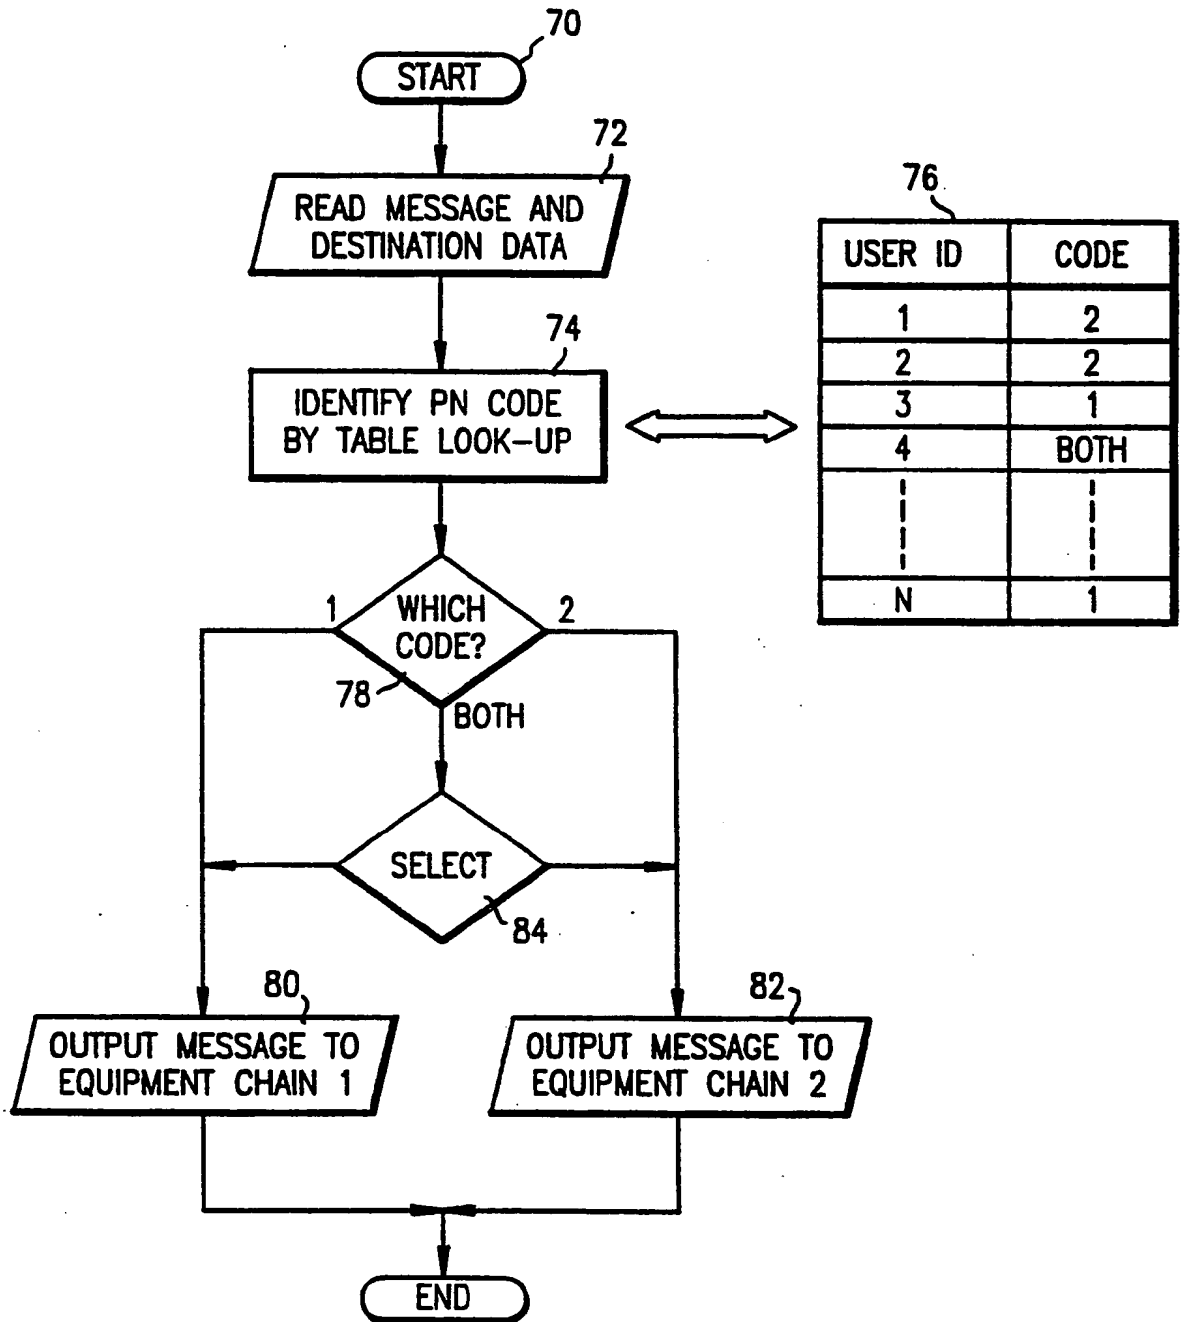 70
START
72
READ MESSAGE AND
DESTINATION DATA
76
USER ID CODE
1 2
2 2
3 1
4 BOTH
N 1
74
IDENTIFY PN CODE
BY TABLE LOOK-UP
1 WHICH 2
CODE?
78
BOTH
SELECT
84
80
OUTPUT MESSAGE TO
EQUIPMENT CHAIN 1
82
OUTPUT MESSAGE TO
EQUIPMENT CHAIN 2
END